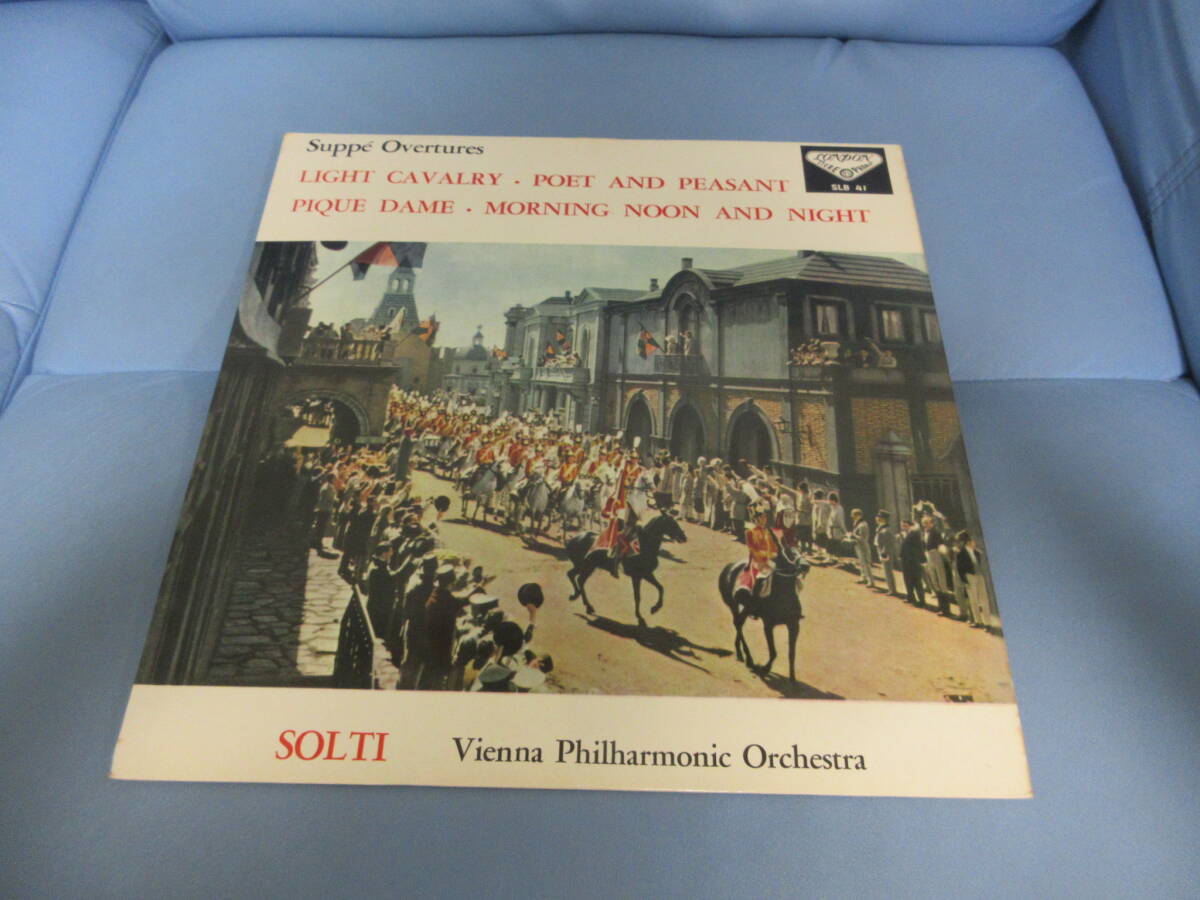 Suppé Overtures
LIGHT CAVALRY · POET AND PEASANT
PIQUE DAME · MORNING NOON AND NIGHT
LONDON
SLB 41
SOLTI Vienna Philharmonic Orchestra